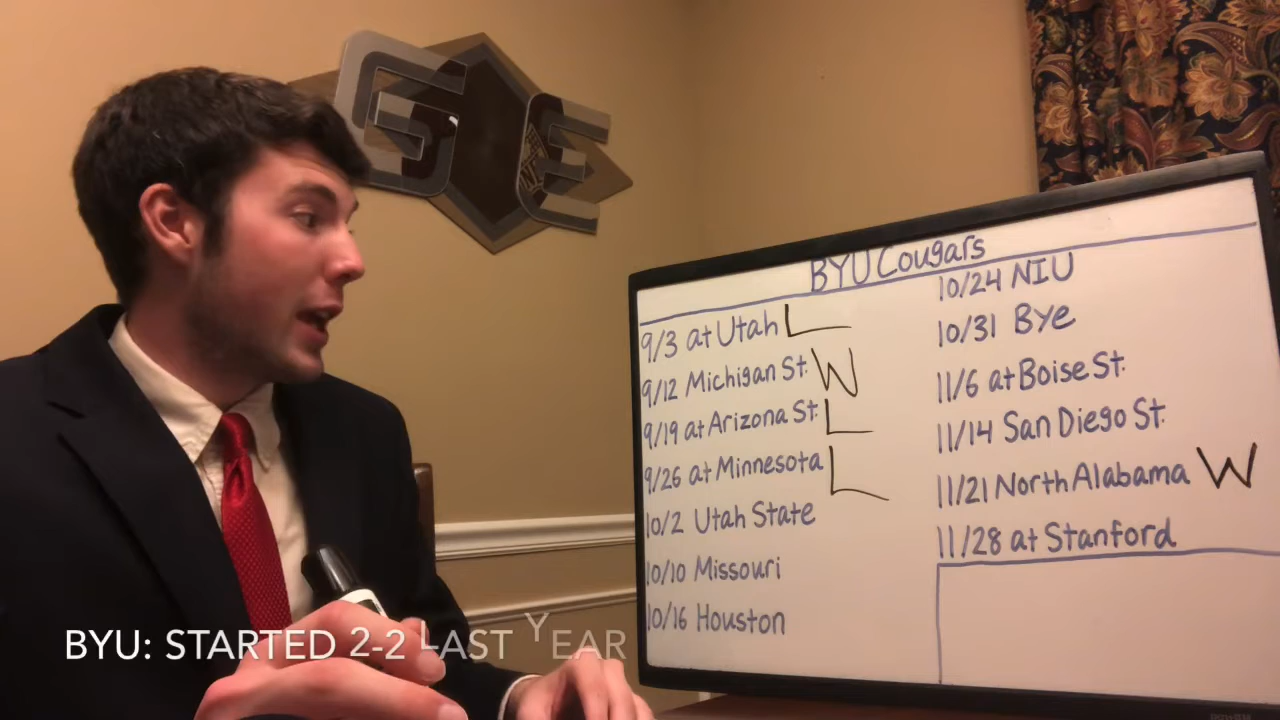 GE
BYU Cougars
9/3 at Utah L
9/12 Michigan St. W
9/19 at Arizona St. L
9/26 at Minnesota L
10/2 Utah State
10/10 Missouri
10/16 Houston
10/24 NIU
10/31 Bye
11/6 at Boise St.
11/14 San Diego St.
11/21 North Alabama W
11/28 at Stanford
BYU: STARTED 2-2 LAST YEAR